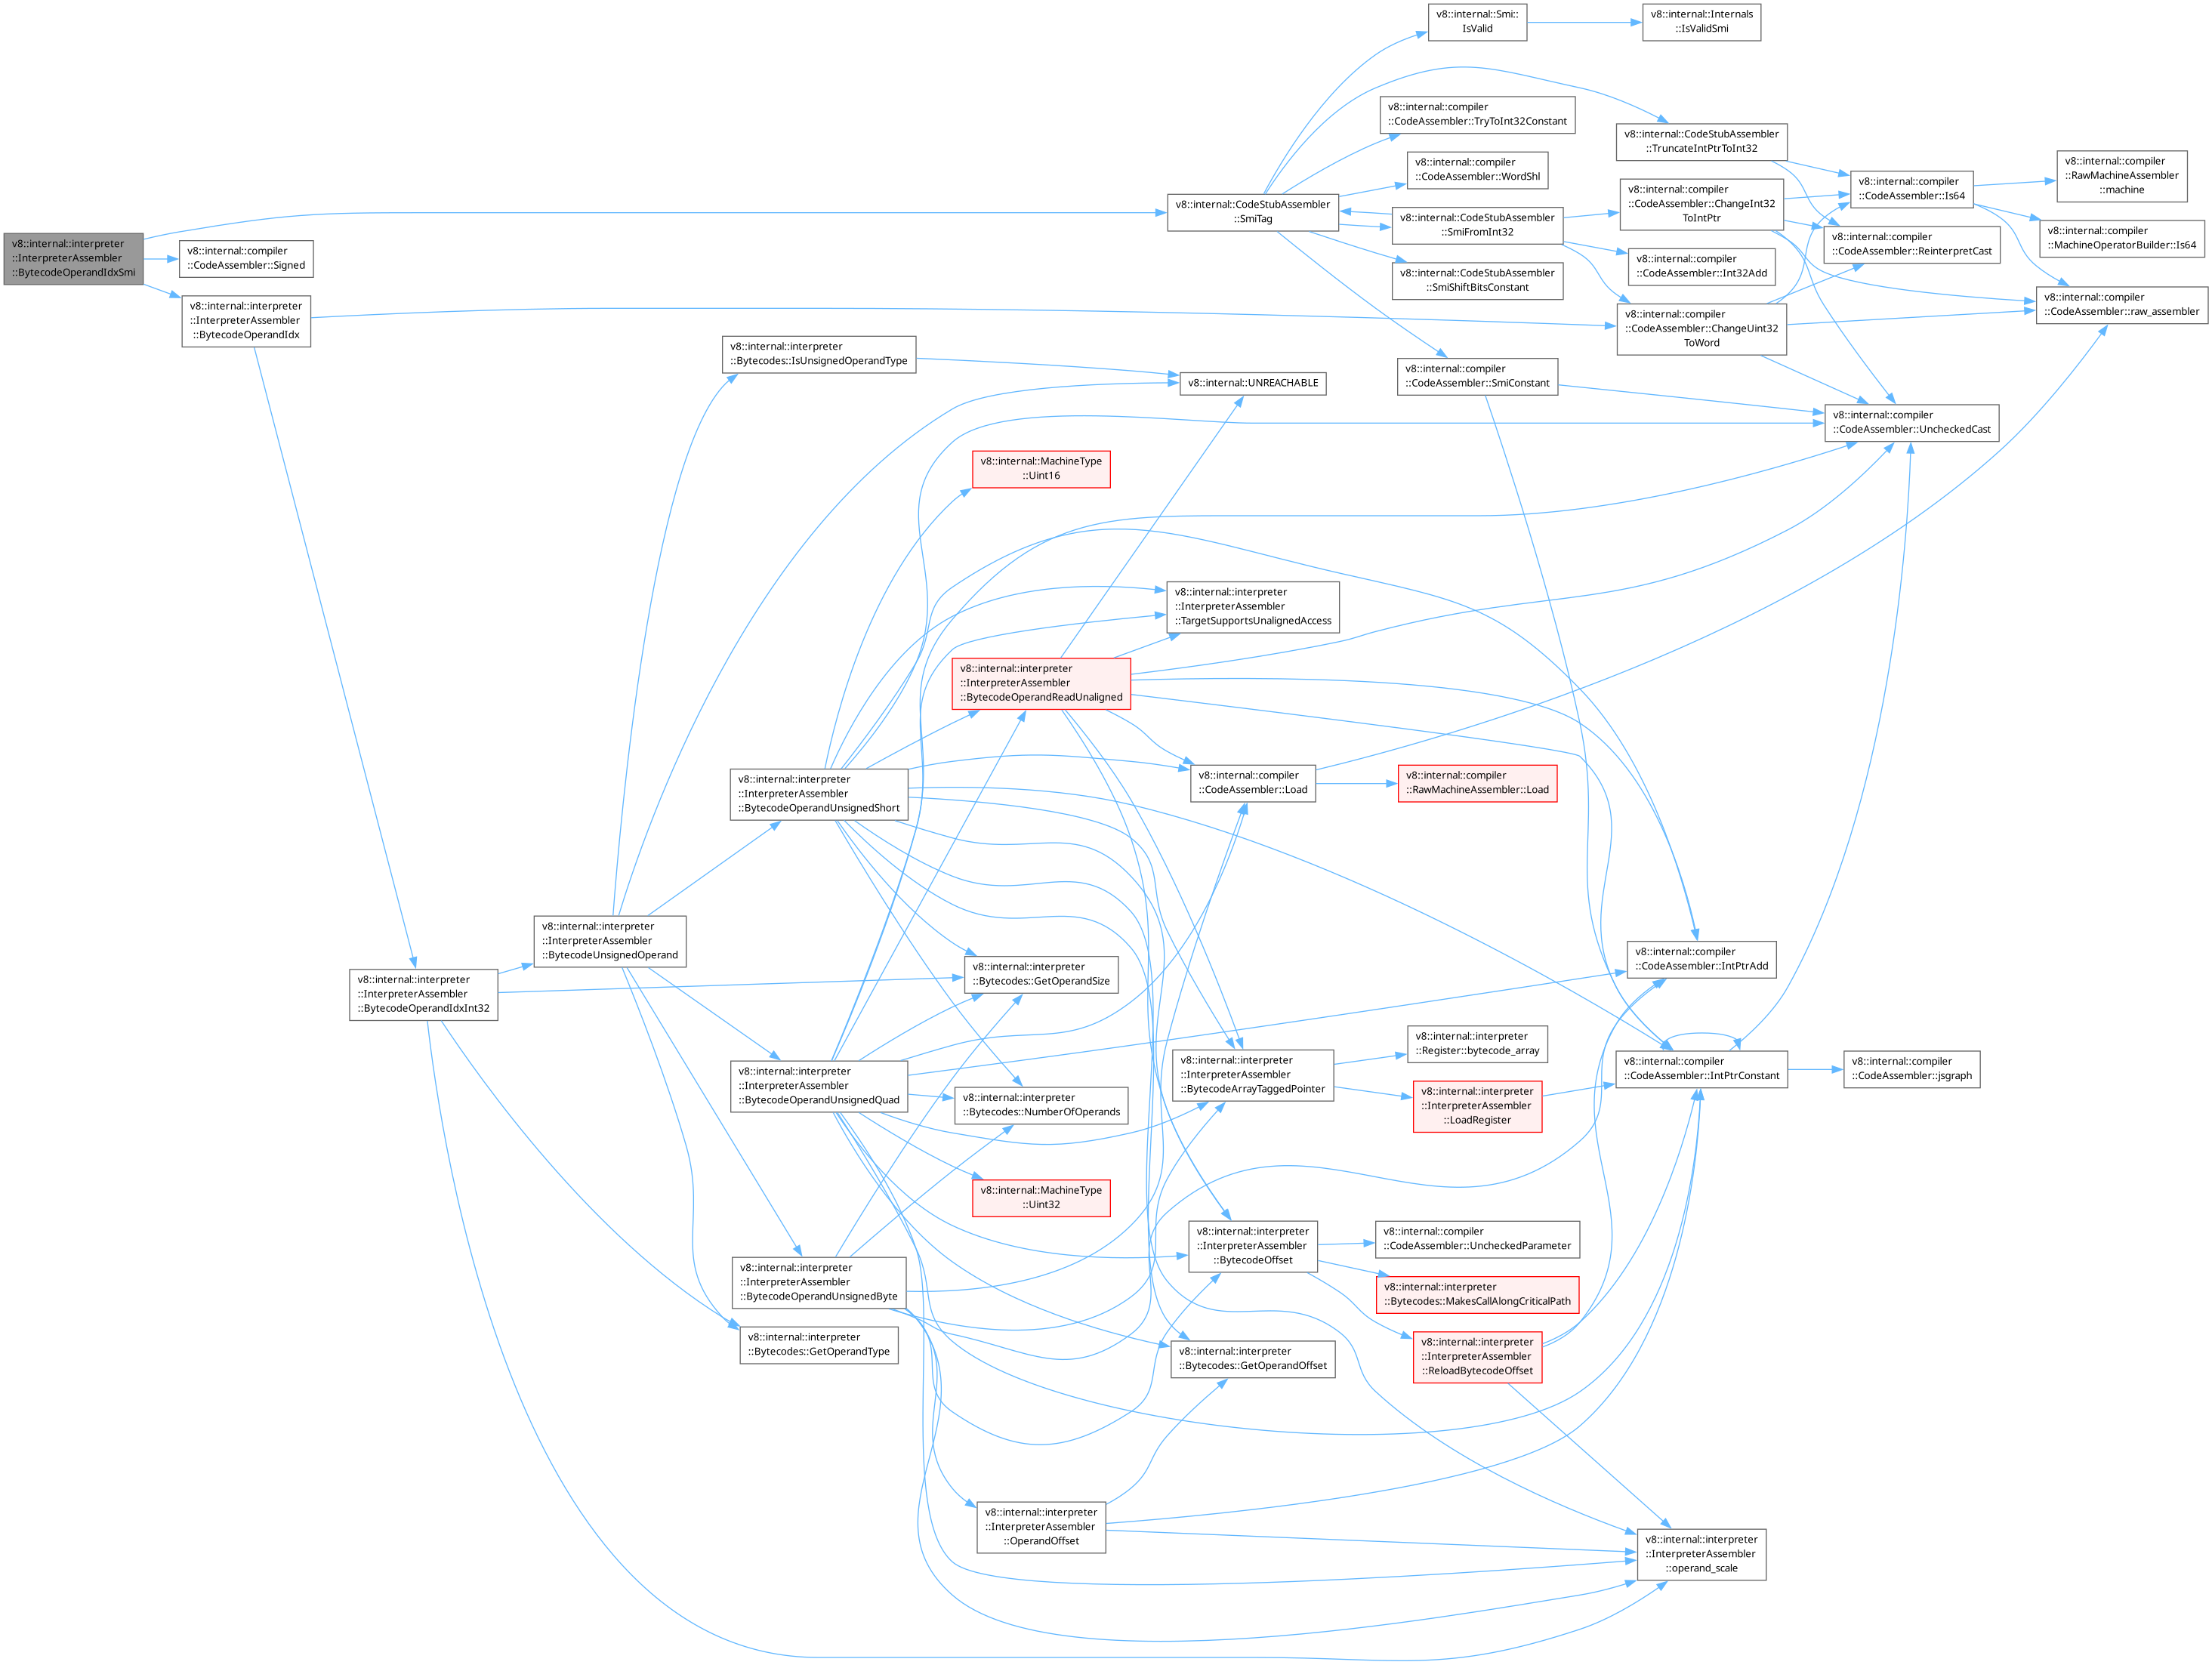 v8::internal::interpreter
::InterpreterAssembler
::BytecodeOperandIdxSmi
v8::internal::compiler
::CodeAssembler::Signed
v8::internal::interpreter
::InterpreterAssembler
::BytecodeOperandIdx
v8::internal::interpreter
::InterpreterAssembler
::BytecodeOperandIdxInt32
v8::internal::interpreter
::InterpreterAssembler
::BytecodeUnsignedOperand
v8::internal::interpreter
::Bytecodes::IsUnsignedOperandType
v8::internal::interpreter
::InterpreterAssembler
::BytecodeOperandUnsignedShort
v8::internal::interpreter
::InterpreterAssembler
::BytecodeOperandUnsignedQuad
v8::internal::interpreter
::InterpreterAssembler
::BytecodeOperandUnsignedByte
v8::internal::interpreter
::Bytecodes::GetOperandType
v8::internal::MachineType
::Uint16
v8::internal::interpreter
::InterpreterAssembler
::BytecodeOperandReadUnaligned
v8::internal::interpreter
::Bytecodes::GetOperandSize
v8::internal::interpreter
::Bytecodes::NumberOfOperands
v8::internal::MachineType
::Uint32
v8::internal::interpreter
::InterpreterAssembler
::OperandOffset
v8::internal::CodeStubAssembler
::SmiTag
v8::internal::UNREACHABLE
v8::internal::interpreter
::InterpreterAssembler
::TargetSupportsUnalignedAccess
v8::internal::compiler
::CodeAssembler::Load
v8::internal::interpreter
::InterpreterAssembler
::BytecodeArrayTaggedPointer
v8::internal::interpreter
::InterpreterAssembler
::BytecodeOffset
v8::internal::interpreter
::Bytecodes::GetOperandOffset
v8::internal::Smi::
IsValid
v8::internal::compiler
::CodeAssembler::TryToInt32Constant
v8::internal::compiler
::CodeAssembler::WordShl
v8::internal::CodeStubAssembler
::SmiFromInt32
v8::internal::CodeStubAssembler
::SmiShiftBitsConstant
v8::internal::compiler
::CodeAssembler::SmiConstant
v8::internal::compiler
::RawMachineAssembler::Load
v8::internal::interpreter
::Register::bytecode_array
v8::internal::interpreter
::InterpreterAssembler
::LoadRegister
v8::internal::compiler
::CodeAssembler::UncheckedParameter
v8::internal::interpreter
::Bytecodes::MakesCallAlongCriticalPath
v8::internal::interpreter
::InterpreterAssembler
::ReloadBytecodeOffset
v8::internal::Internals
::IsValidSmi
v8::internal::CodeStubAssembler
::TruncateIntPtrToInt32
v8::internal::compiler
::CodeAssembler::ChangeInt32
ToIntPtr
v8::internal::compiler
::CodeAssembler::Int32Add
v8::internal::compiler
::CodeAssembler::ChangeUint32
ToWord
v8::internal::compiler
::CodeAssembler::IntPtrAdd
v8::internal::compiler
::CodeAssembler::IntPtrConstant
v8::internal::interpreter
::InterpreterAssembler
::operand_scale
v8::internal::compiler
::CodeAssembler::Is64
v8::internal::compiler
::CodeAssembler::ReinterpretCast
v8::internal::compiler
::CodeAssembler::UncheckedCast
v8::internal::compiler
::CodeAssembler::jsgraph
v8::internal::compiler
::RawMachineAssembler
::machine
v8::internal::compiler
::MachineOperatorBuilder::Is64
v8::internal::compiler
::CodeAssembler::raw_assembler